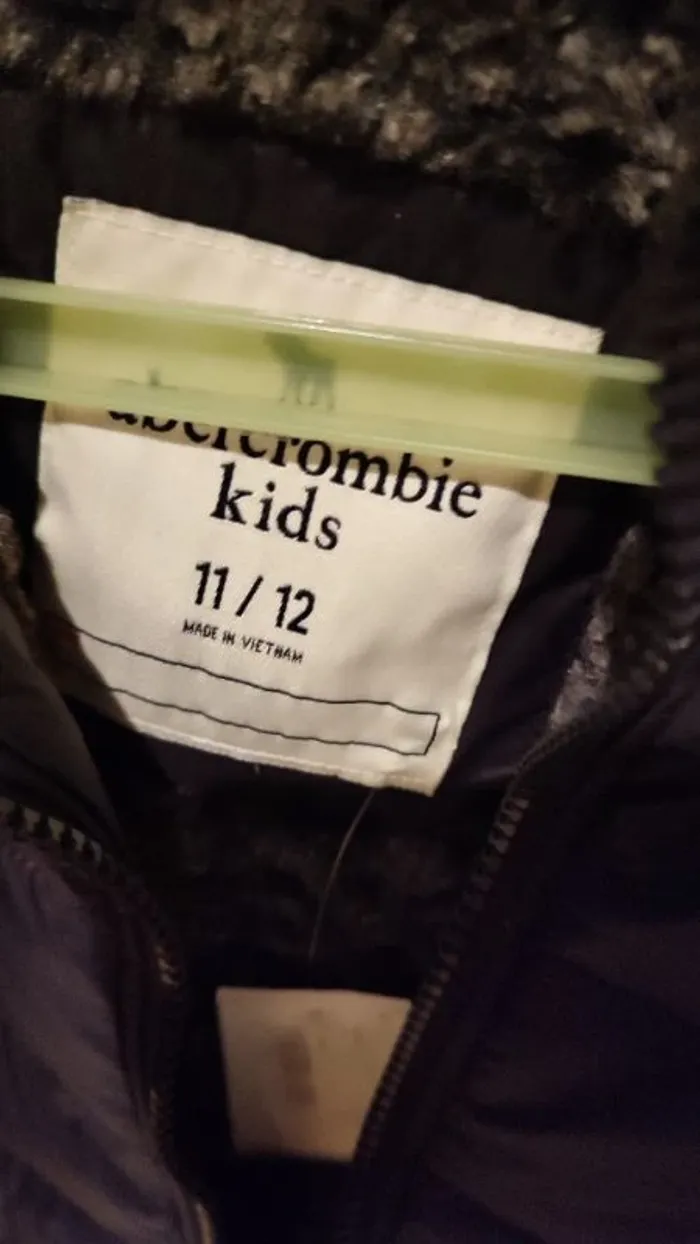 abercrombie
kids
11 / 12
MADE IN VIETNAM